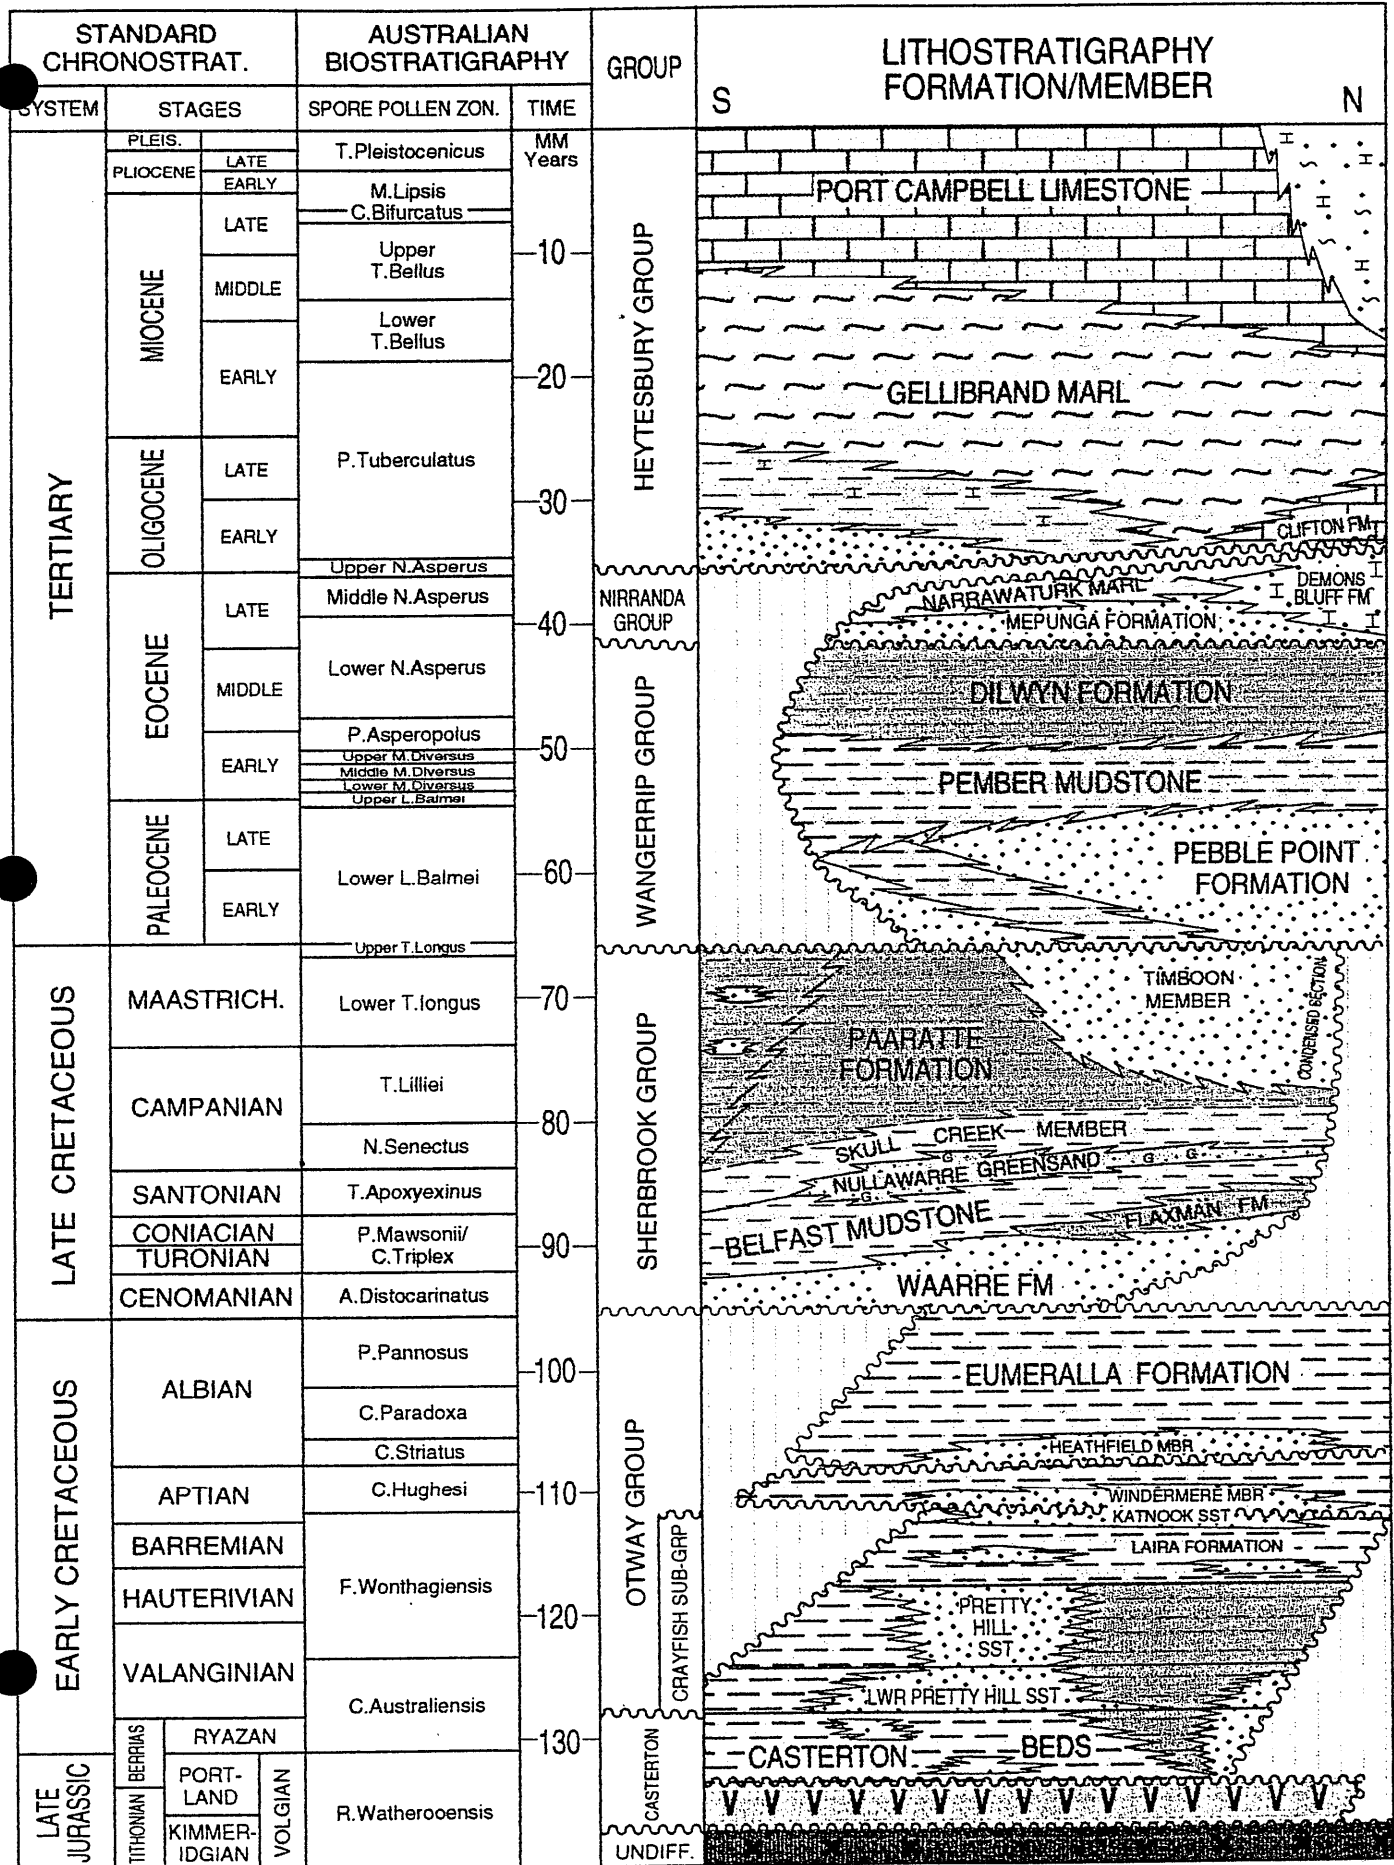 STANDARD
CHRONOSTRAT.
AUSTRALIAN
BIOSTRATIGRAPHY
GROUP
LITHOSTRATIGRAPHY
FORMATION/MEMBER
S
N
SYSTEM
STAGES
SPORE POLLEN ZON.
TIME
MM
Years
TERTIARY
PLEIS.
PLIOCENE
LATE
EARLY
MIOCENE
LATE
MIDDLE
EARLY
OLIGOCENE
LATE
EARLY
EOCENE
LATE
MIDDLE
EARLY
PALEOCENE
LATE
EARLY
LATE CRETACEOUS
MAASTRICH.
CAMPANIAN
SANTONIAN
CONIACIAN
TURONIAN
CENOMANIAN
EARLY CRETACEOUS
ALBIAN
APTIAN
BARREMIAN
HAUTERIVIAN
VALANGINIAN
BERRIAS
RYAZAN
LATE
JURASSIC
TITHONIAN
PORT-
LAND
KIMMER-
IDGIAN
VOLGIAN
T.Pleistocenicus
M.Lipsis
C.Bifurcatus
Upper
T.Bellus
Lower
T.Bellus
P.Tuberculatus
Upper N.Asperus
Middle N.Asperus
Lower N.Asperus
P.Asperopolus
Upper M.Diversus
Middle M.Diversus
Lower M.Diversus
Upper L.Balmei
Lower L.Balmei
Upper T.Longus
Lower T.longus
T.Lilliei
N.Senectus
T.Apoxyexinus
P.Mawsonii/
C.Triplex
A.Distocarinatus
P.Pannosus
C.Paradoxa
C.Striatus
C.Hughesi
F.Wonthagiensis
C.Australiensis
R.Watherooensis
10
20
30
40
50
60
70
80
90
100
110
120
130
HEYTESBURY GROUP
NIRRANDA
GROUP
WANGERRIP GROUP
SHERBROOK GROUP
OTWAY GROUP
CRAYFISH SUB-GRP
CASTERTON
UNDIFF.
PORT CAMPBELL LIMESTONE
GELLIBRAND MARL
CLIFTON FM
NARRAWATURK MARL
DEMONS
BLUFF FM
MEPUNGA FORMATION
DILWYN FORMATION
PEMBER MUDSTONE
PEBBLE POINT
FORMATION
TIMBOON
MEMBER
CONDENSED SECTION
PAARATTE
FORMATION
SKULL CREEK MEMBER
NULLAWARRE GREENSAND
G G G G
BELFAST MUDSTONE
FLAXMAN FM
WAARRE FM
EUMERALLA FORMATION
HEATHFIELD MBR
WINDERMERE MBR
KATNOOK SST
LAIRA FORMATION
PRETTY
HILL
SST
LWR PRETTY HILL SST
CASTERTON BEDS
V V V V V V V V V V V V V V V